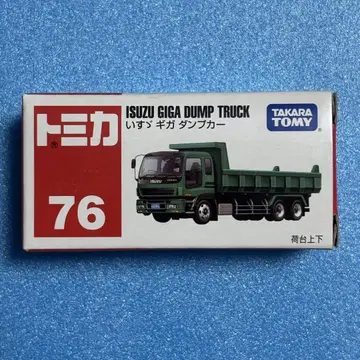 トミカ
76
ISUZU GIGA DUMP TRUCK
いすゞ ギガ ダンプカー
TAKARA
TOMY
ISUZU
荷台上下